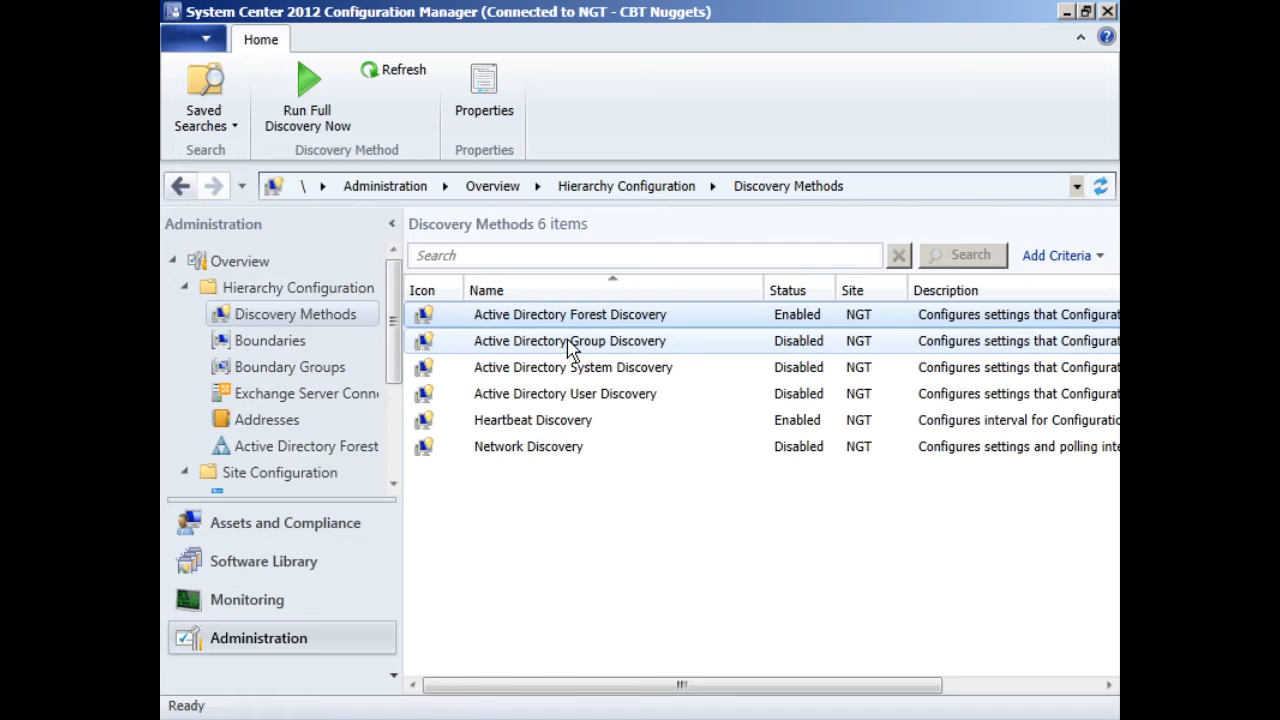 System Center 2012 Configuration Manager (Connected to NGT - CBT Nuggets)
Home
Saved Searches
Run Full Discovery Now
Refresh
Properties
Search
Discovery Method
Properties
\ Administration Overview Hierarchy Configuration Discovery Methods
Administration
Overview
Hierarchy Configuration
Discovery Methods
Boundaries
Boundary Groups
Exchange Server Conn
Addresses
Active Directory Forest
Site Configuration
Assets and Compliance
Software Library
Monitoring
Administration
Discovery Methods 6 items
Search Search Add Criteria
Icon Name Status Site Description
Active Directory Forest Discovery Enabled NGT Configures settings that Configurat
Active Directory Group Discovery Disabled NGT Configures settings that Configurat
Active Directory System Discovery Disabled NGT Configures settings that Configurat
Active Directory User Discovery Disabled NGT Configures settings that Configurat
Heartbeat Discovery Enabled NGT Configures interval for Configuratio
Network Discovery Disabled NGT Configures settings and polling inte
Ready